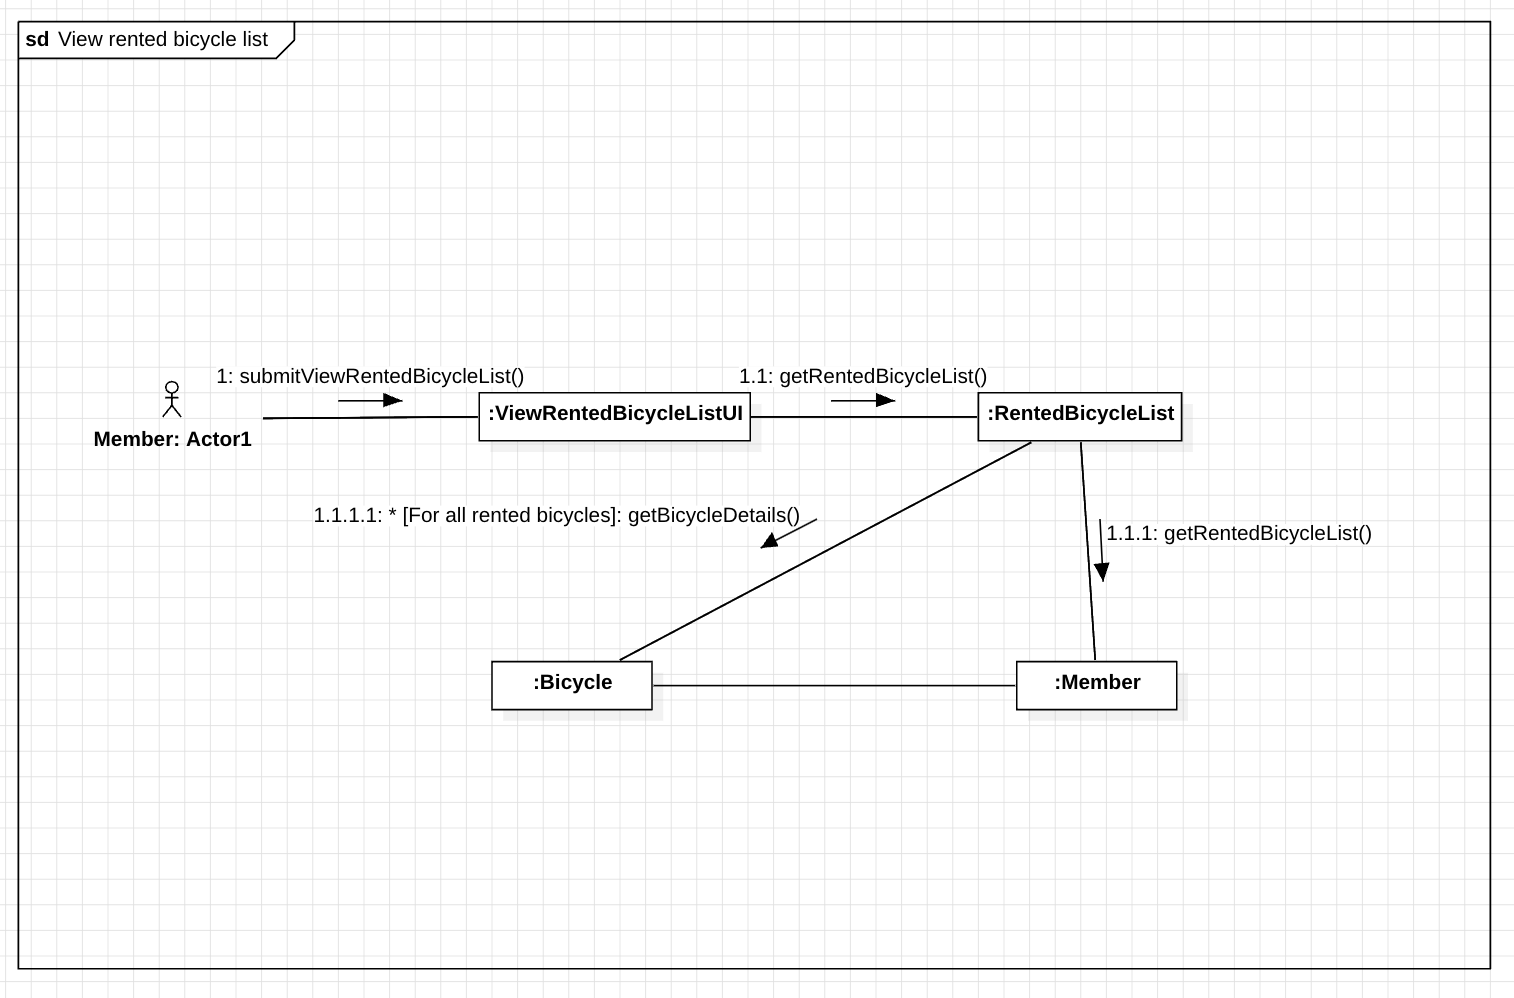 sd View rented bicycle list
1: submitViewRentedBicycleList()
1.1: getRentedBicycleList()
:ViewRentedBicycleListUI
:RentedBicycleList
Member: Actor1
1.1.1.1: * [For all rented bicycles]: getBicycleDetails()
1.1.1: getRentedBicycleList()
:Bicycle
:Member